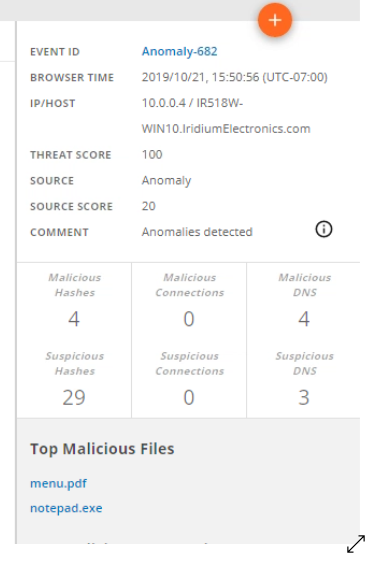 EVENT ID Anomaly-682
BROWSER TIME 2019/10/21, 15:50:56 (UTC-07:00)
IP/HOST 10.0.0.4 / IR518W-
WIN10.IridiumElectronics.com
THREAT SCORE 100
SOURCE Anomaly
SOURCE SCORE 20
COMMENT Anomalies detected
Malicious Hashes
4
Malicious Connections
0
Malicious DNS
4
Suspicious Hashes
29
Suspicious Connections
0
Suspicious DNS
3
Top Malicious Files
menu.pdf
notepad.exe